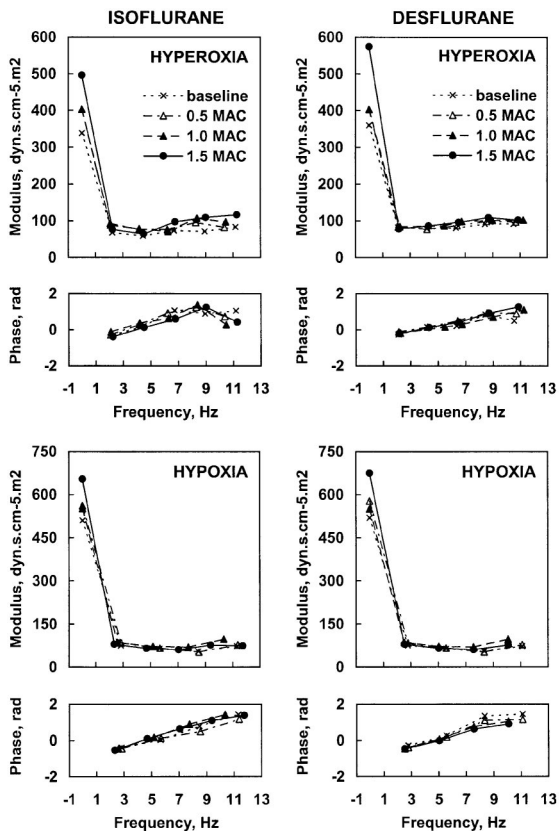 ISOFLURANE DESFLURANE
600
500
400
300
200
100
0
Modulus, dyn.s.cm-5.m2
HYPEROXIA
baseline
0.5 MAC
1.0 MAC
1.5 MAC
600
500
400
300
200
100
0
Modulus, dyn.s.cm-5.m2
HYPEROXIA
baseline
0.5 MAC
1.0 MAC
1.5 MAC
2
0
-2
Phase, rad
-1 1 3 5 7 9 11 13
Frequency, Hz
2
0
-2
Phase, rad
-1 1 3 5 7 9 11 13
Frequency, Hz
750
600
450
300
150
0
Modulus, dyn.s.cm-5.m2
HYPOXIA
750
600
450
300
150
0
Modulus, dyn.s.cm-5.m2
HYPOXIA
2
0
-2
Phase, rad
-1 1 3 5 7 9 11 13
Frequency, Hz
2
0
-2
Phase, rad
-1 1 3 5 7 9 11 13
Frequency, Hz